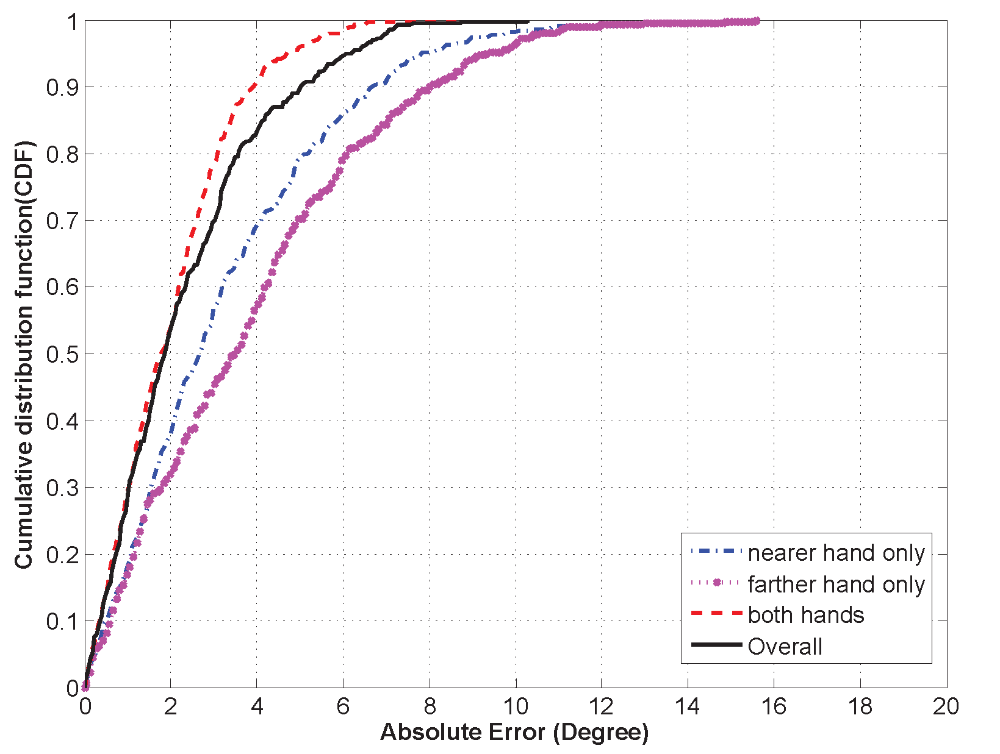 1
0.9
0.8
0.7
0.6
0.5
0.4
0.3
0.2
0.1
0
Cumulative distribution function(CDF)
nearer hand only
farther hand only
both hands
Overall
0 2 4 6 8 10 12 14 16 18 20
Absolute Error (Degree)